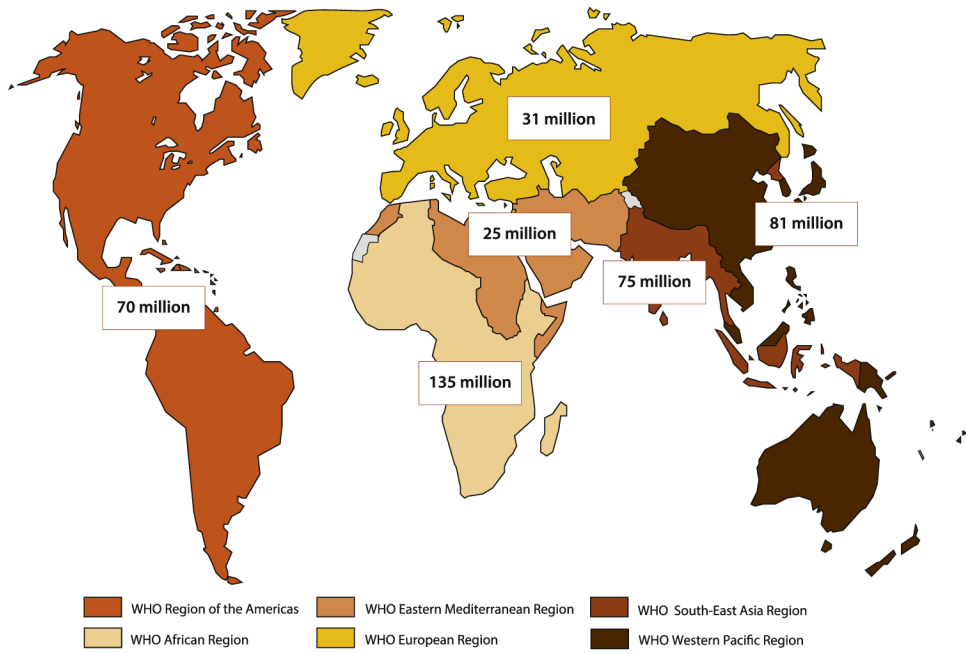 31 million
81 million
25 million
75 million
70 million
135 million
WHO Region of the Americas
WHO Eastern Mediterranean Region
WHO South-East Asia Region
WHO African Region
WHO European Region
WHO Western Pacific Region